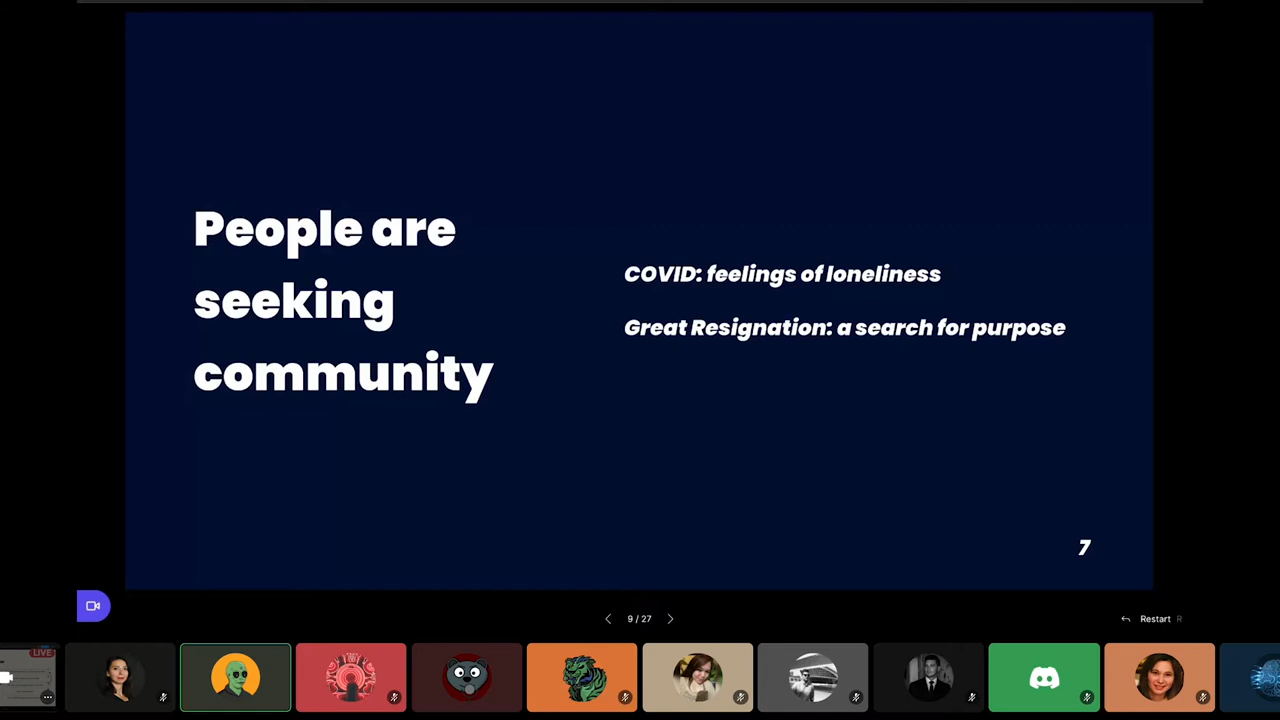 People are
seeking
community
COVID: feelings of loneliness
Great Resignation: a search for purpose
7
9 / 27
Restart R
LIVE